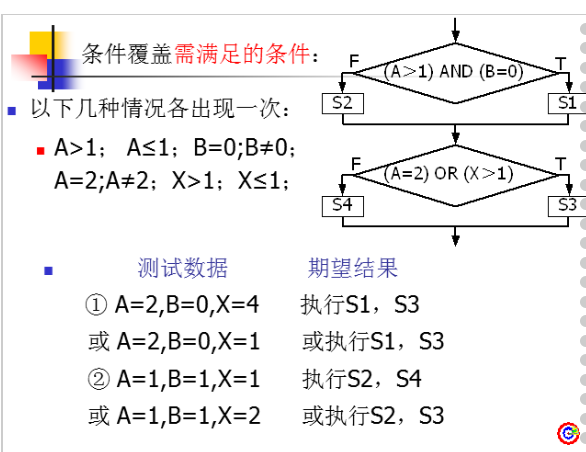 条件覆盖需满足的条件：
以下几种情况各出现一次：
A>1； A≤1；B=0;B≠0；
A=2;A≠2；X>1；X≤1；
F
(A＞1) AND (B=0)
T
S2
S1
F
(A=2) OR (X＞1)
T
S4
S3
测试数据 期望结果
① A=2,B=0,X=4 执行S1，S3
或 A=2,B=0,X=1 或执行S1，S3
② A=1,B=1,X=1 执行S2，S4
或 A=1,B=1,X=2 或执行S2，S3